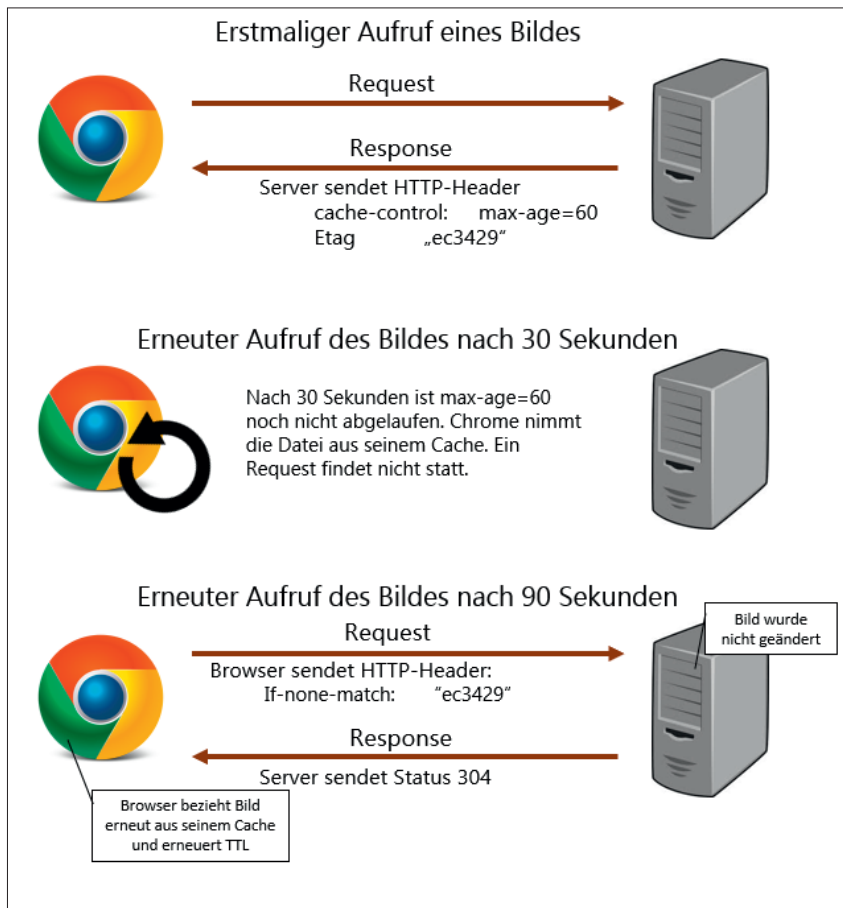 Erstmaliger Aufruf eines Bildes
Request
Response
Server sendet HTTP-Header
cache-control: max-age=60
Etag „ec3429“
Erneuter Aufruf des Bildes nach 30 Sekunden
Nach 30 Sekunden ist max-age=60
noch nicht abgelaufen. Chrome nimmt
die Datei aus seinem Cache. Ein
Request findet nicht statt.
Erneuter Aufruf des Bildes nach 90 Sekunden
Bild wurde
nicht geändert
Request
Browser sendet HTTP-Header:
If-none-match: “ec3429“
Response
Server sendet Status 304
Browser bezieht Bild
erneut aus seinem Cache
und erneuert TTL